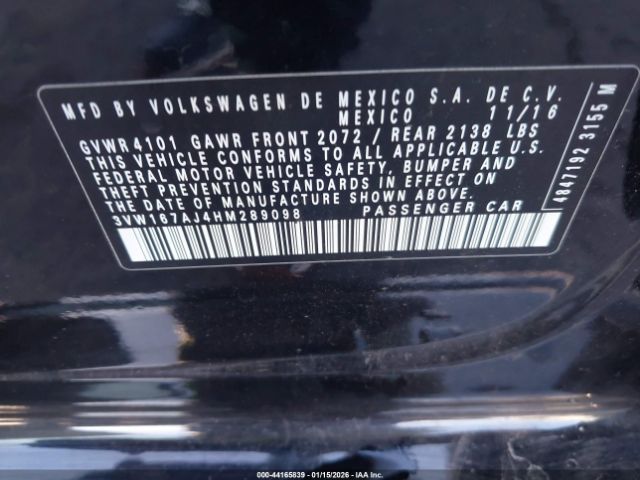 MFD BY VOLKSWAGEN DE MEXICO S.A. DE C.V.
MEXICO 11/16
GVWR4101 GAWR FRONT 2072 / REAR 2138 LBS
THIS VEHICLE CONFORMS TO ALL APPLICABLE U.S.
FEDERAL MOTOR VEHICLE SAFETY, BUMPER AND
THEFT PREVENTION STANDARDS IN EFFECT ON
THE DATE OF MANUFACTURE SHOWN ABOVE.
3VW167AJ4HM289098 PASSENGER CAR
4847192 3155 M
000-44165839 - 01/15/2026 - IAA Holdings, LLC.